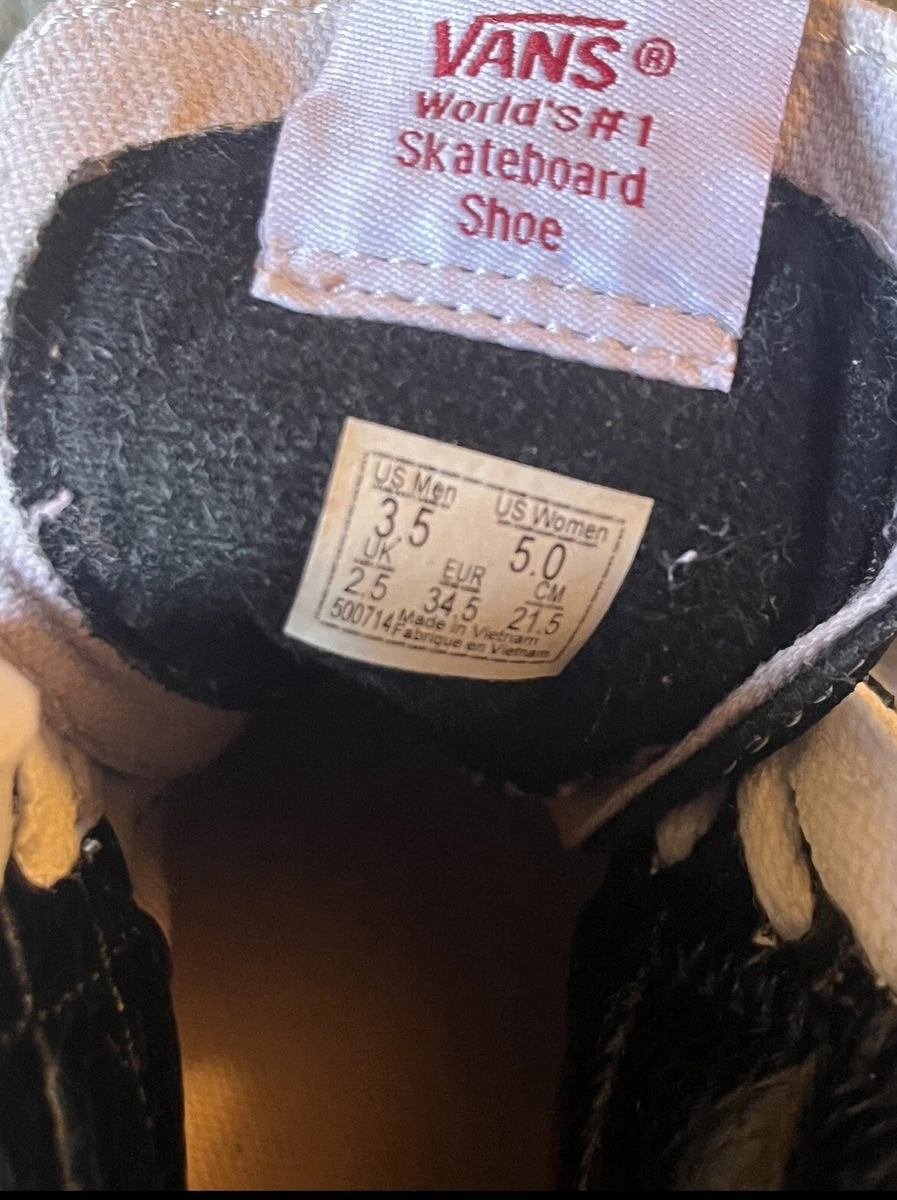 VANS®
World's #1
Skateboard
Shoe
US Men US Women
3.5 5.0
UK EUR CM
2.5 34.5 21.5
500714 Made in Vietnam
Fabrique en Vietnam